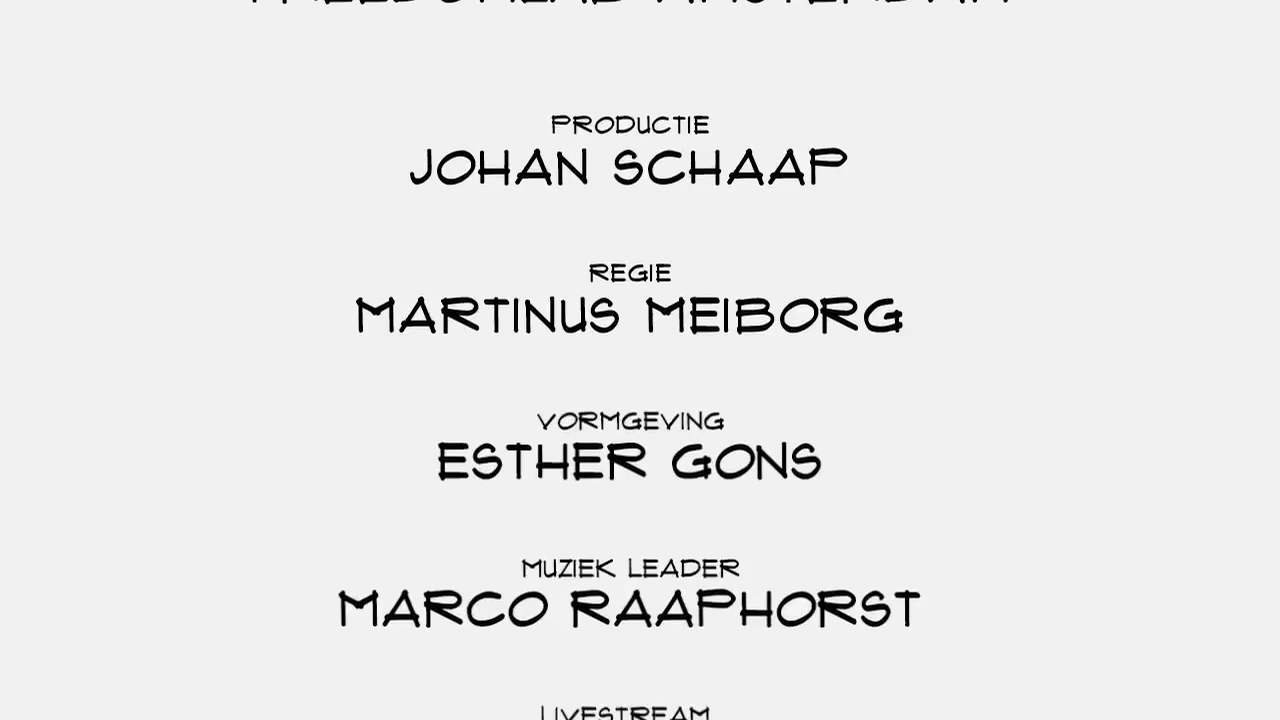 PRODUCTIE
JOHAN SCHAAP
REGIE
MARTINUS MEIBORG
VORMGEVING
ESTHER GONS
MUZIEK LEADER
MARCO RAAPHORST
LIVESTREAM